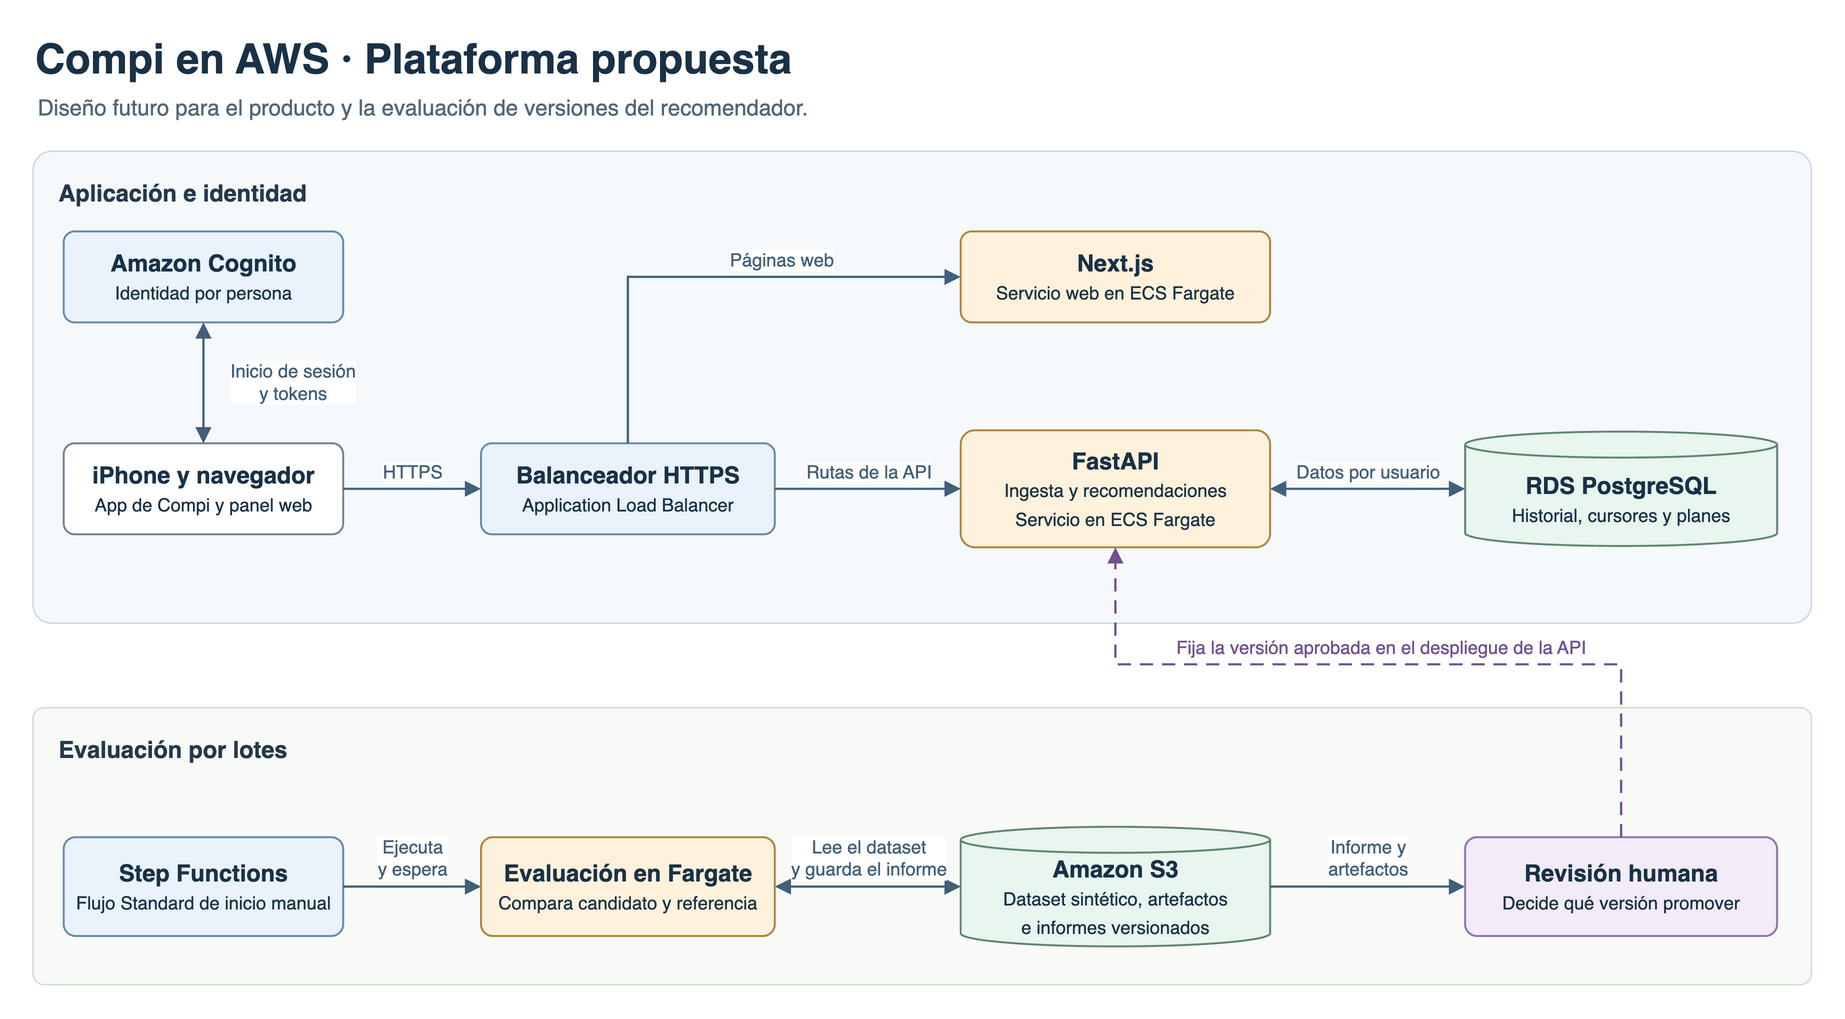 Compi en AWS · Plataforma propuesta
Diseño futuro para el producto y la evaluación de versiones del recomendador.
Aplicación e identidad
Amazon Cognito
Identidad por persona
Páginas web
Next.js
Servicio web en ECS Fargate
Inicio de sesión
y tokens
iPhone y navegador
App de Compi y panel web
HTTPS
Balanceador HTTPS
Application Load Balancer
Rutas de la API
FastAPI
Ingesta y recomendaciones
Servicio en ECS Fargate
Datos por usuario
RDS PostgreSQL
Historial, cursores y planes
Fija la versión aprobada en el despliegue de la API
Evaluación por lotes
Step Functions
Flujo Standard de inicio manual
Ejecuta
y espera
Evaluación en Fargate
Compara candidato y referencia
Lee el dataset
y guarda el informe
Amazon S3
Dataset sintético, artefactos
e informes versionados
Informe y
artefactos
Revisión humana
Decide qué versión promover